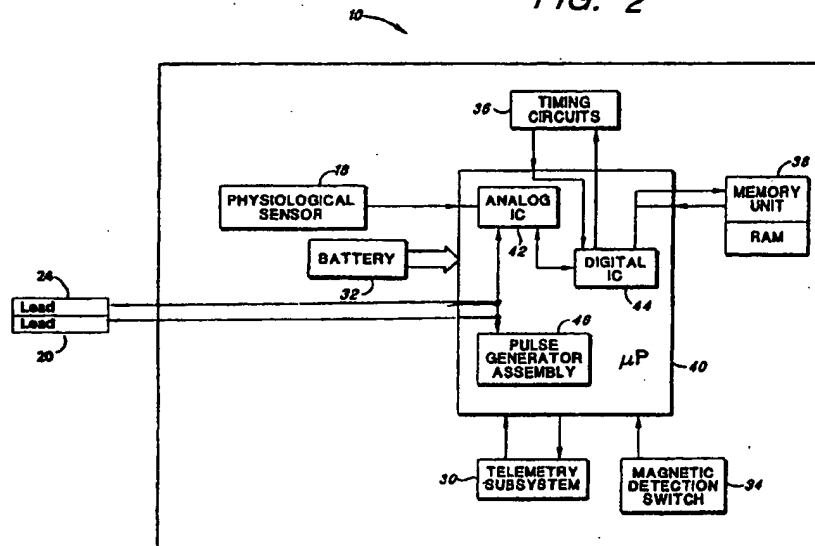 FIG. 2
10
36
TIMING
CIRCUITS
18
PHYSIOLOGICAL
SENSOR
ANALOG
IC
42
38
MEMORY
UNIT
RAM
BATTERY
32
DIGITAL
IC
44
24
Lead
Lead
20
46
PULSE
GENERATOR
ASSEMBLY
μP
40
30
TELEMETRY
SUBSYSTEM
MAGNETIC
DETECTION
SWITCH
34